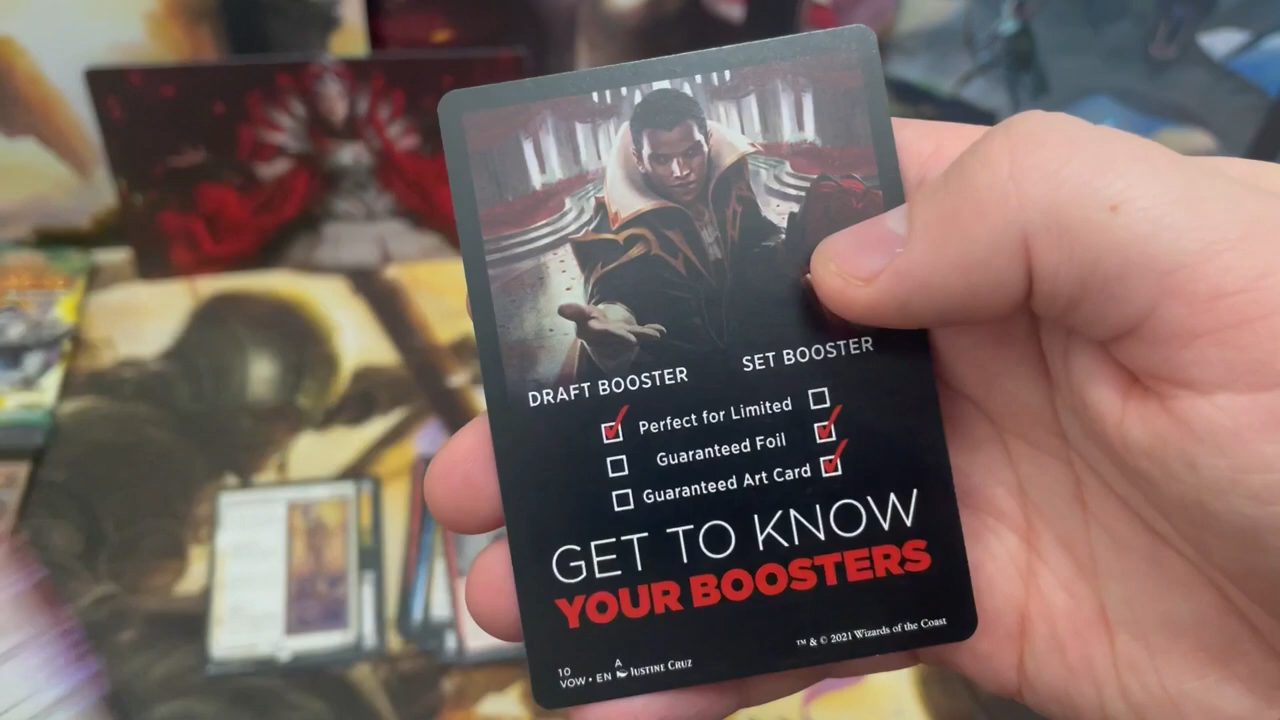 DRAFT BOOSTER SET BOOSTER
Perfect for Limited
Guaranteed Foil
Guaranteed Art Card
GET TO KNOW
YOUR BOOSTERS
™ & © 2021 Wizards of the Coast
10 A
VOW • EN JUSTINE CRUZ